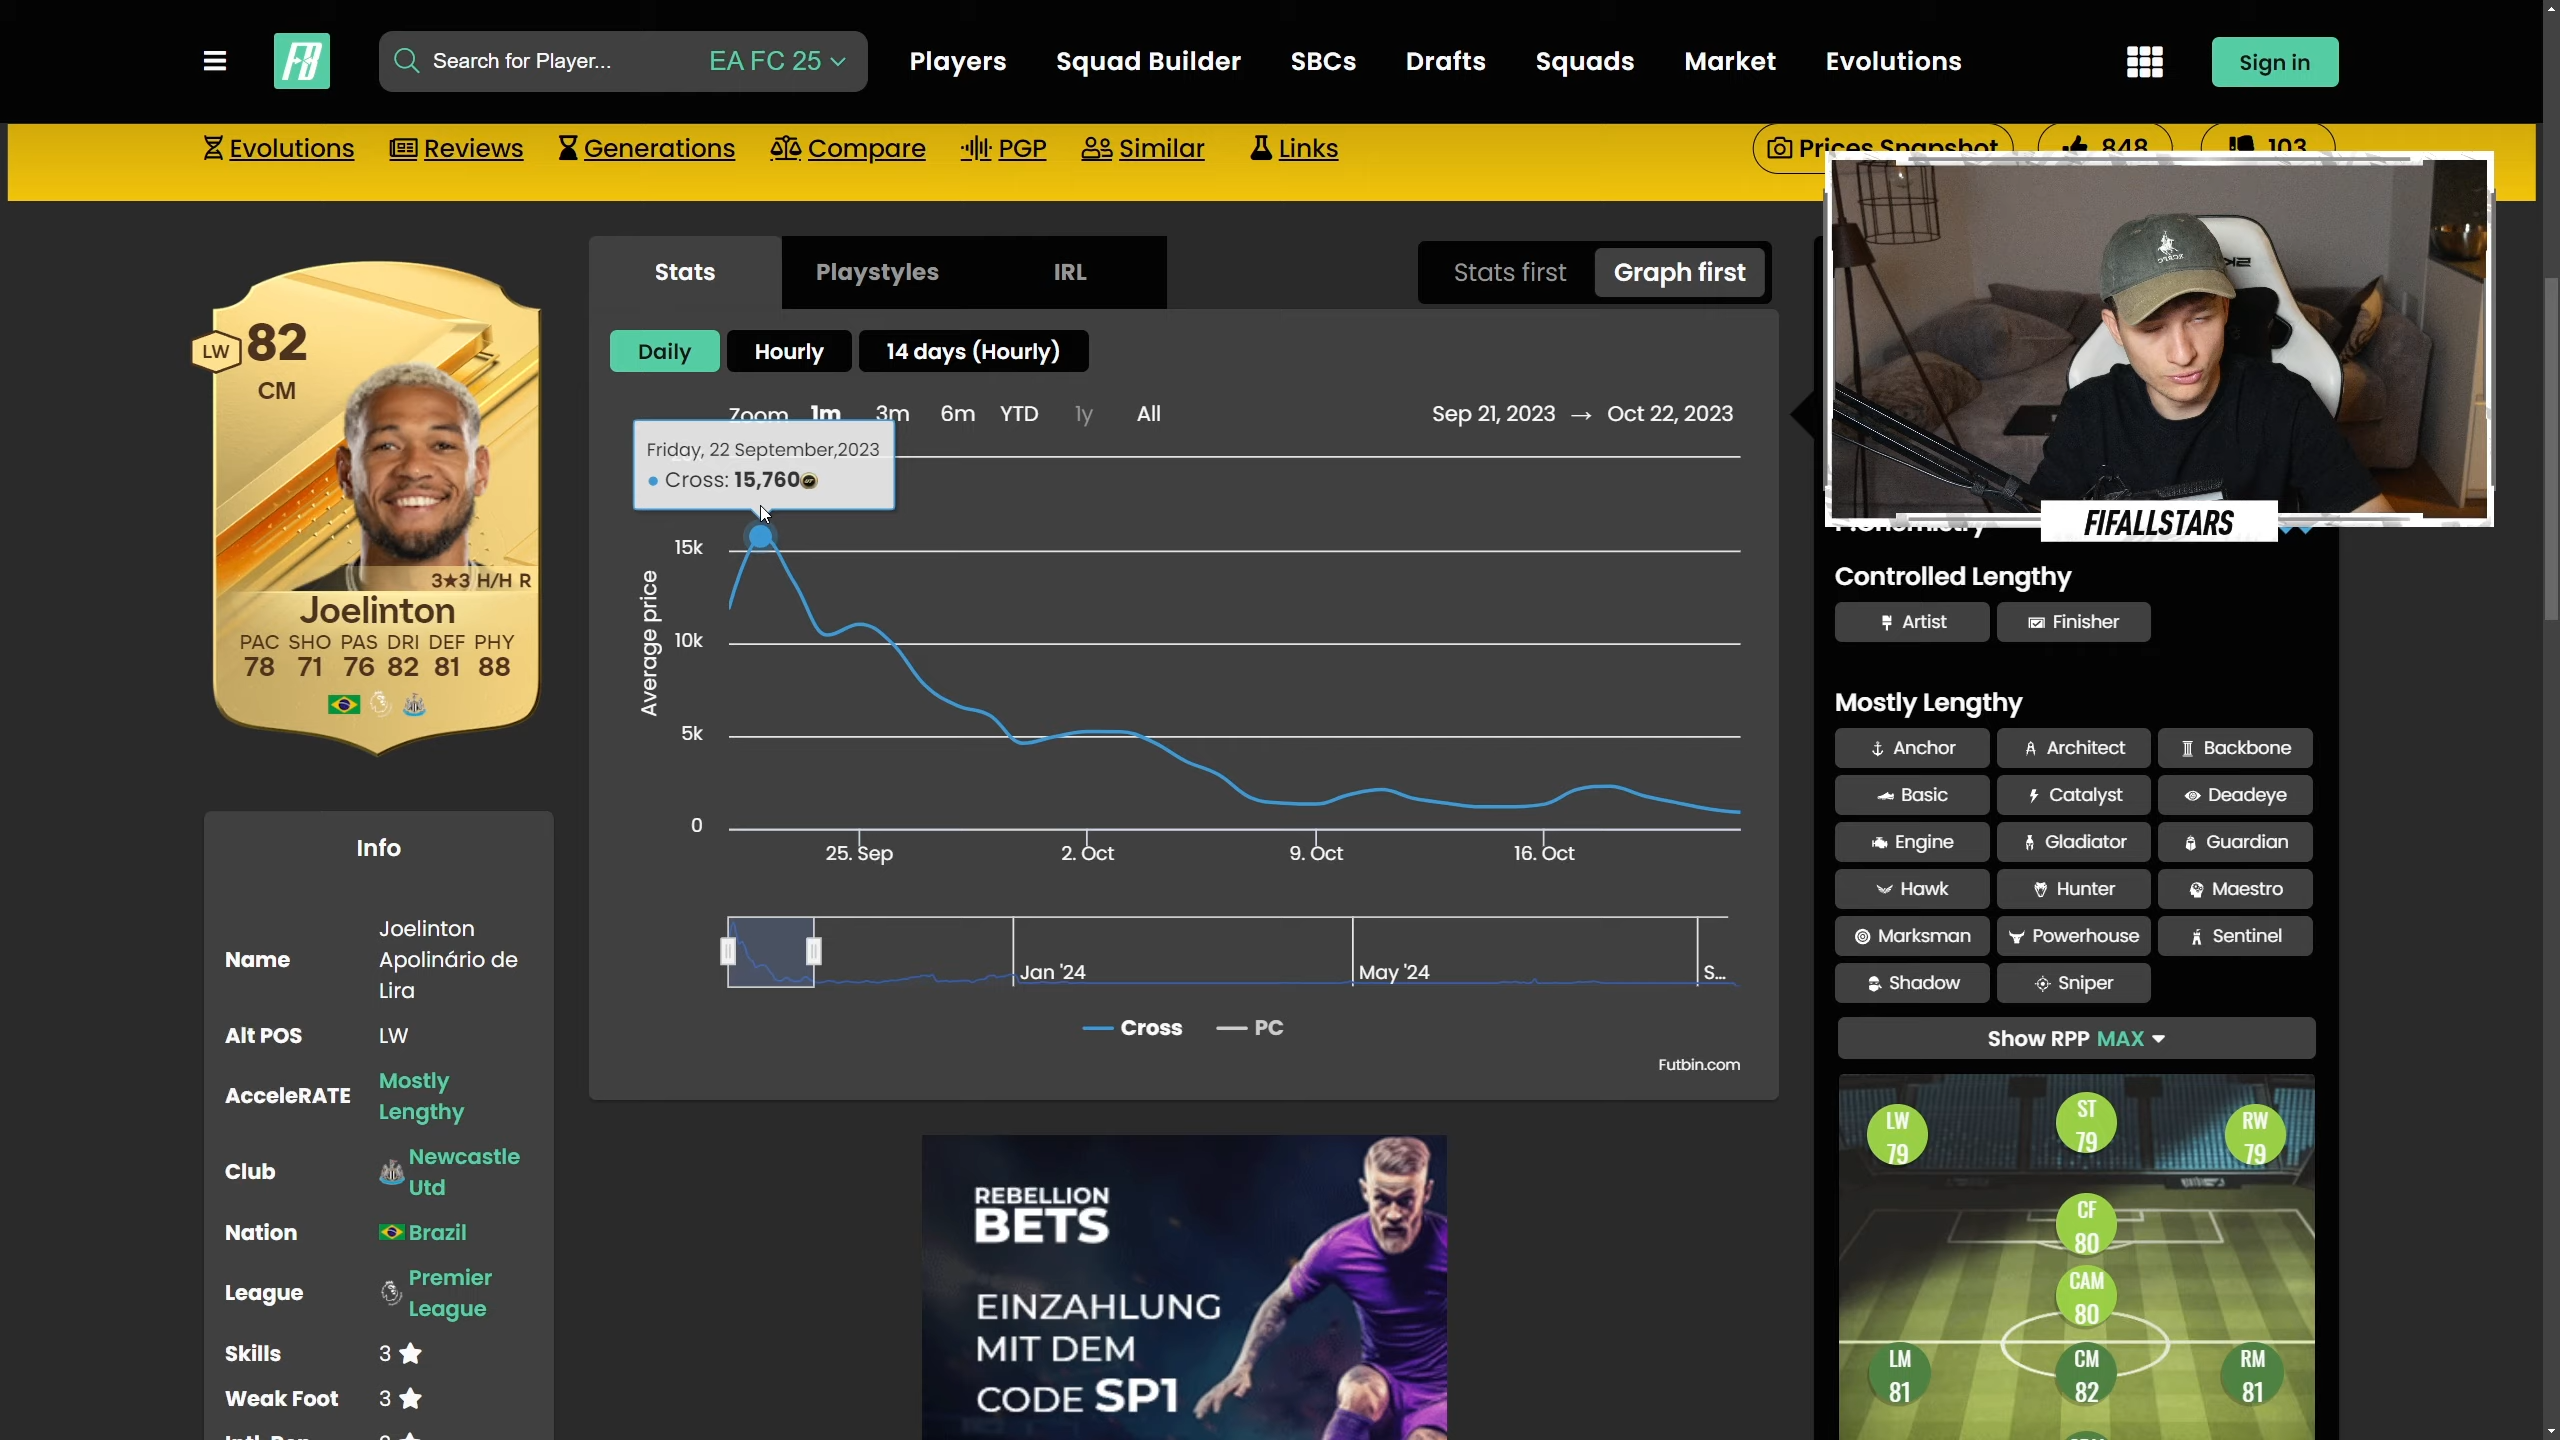 Search for Player... EA FC 25 Players Squad Builder SBCs Drafts Squads Market Evolutions Sign in
Evolutions Reviews Generations Compare PGP Similar Links Prices Snapshot 848 103
FIFALLSTARS
LW 82
CM
3★3 H/H R
Joelinton
PAC SHO PAS DRI DEF PHY
78 71 76 82 81 88
Info
Name Joelinton
Apolinário de
Lira
Alt POS LW
AcceleRATE Mostly
Lengthy
Club Newcastle
Utd
Nation Brazil
League Premier
League
Skills 3
Weak Foot 3
Stats Playstyles IRL Stats first Graph first
Daily Hourly 14 days (Hourly)
Zoom 1m 3m 6m YTD 1y All Sep 21, 2023 → Oct 22, 2023
Friday, 22 September,2023
Cross: 15,760
Average price
15k
10k
5k
0
25. Sep 2. Oct 9. Oct 16. Oct
Jan '24 May '24 S...
Cross PC
Futbin.com
REBELLION
BETS
EINZAHLUNG
MIT DEM
CODE SP1
Controlled Lengthy
Artist Finisher
Mostly Lengthy
Anchor Architect Backbone
Basic Catalyst Deadeye
Engine Gladiator Guardian
Hawk Hunter Maestro
Marksman Powerhouse Sentinel
Shadow Sniper
Show RPP MAX
LW
79
ST
79
RW
79
CF
80
CAM
80
LM
81
CM
82
RM
81